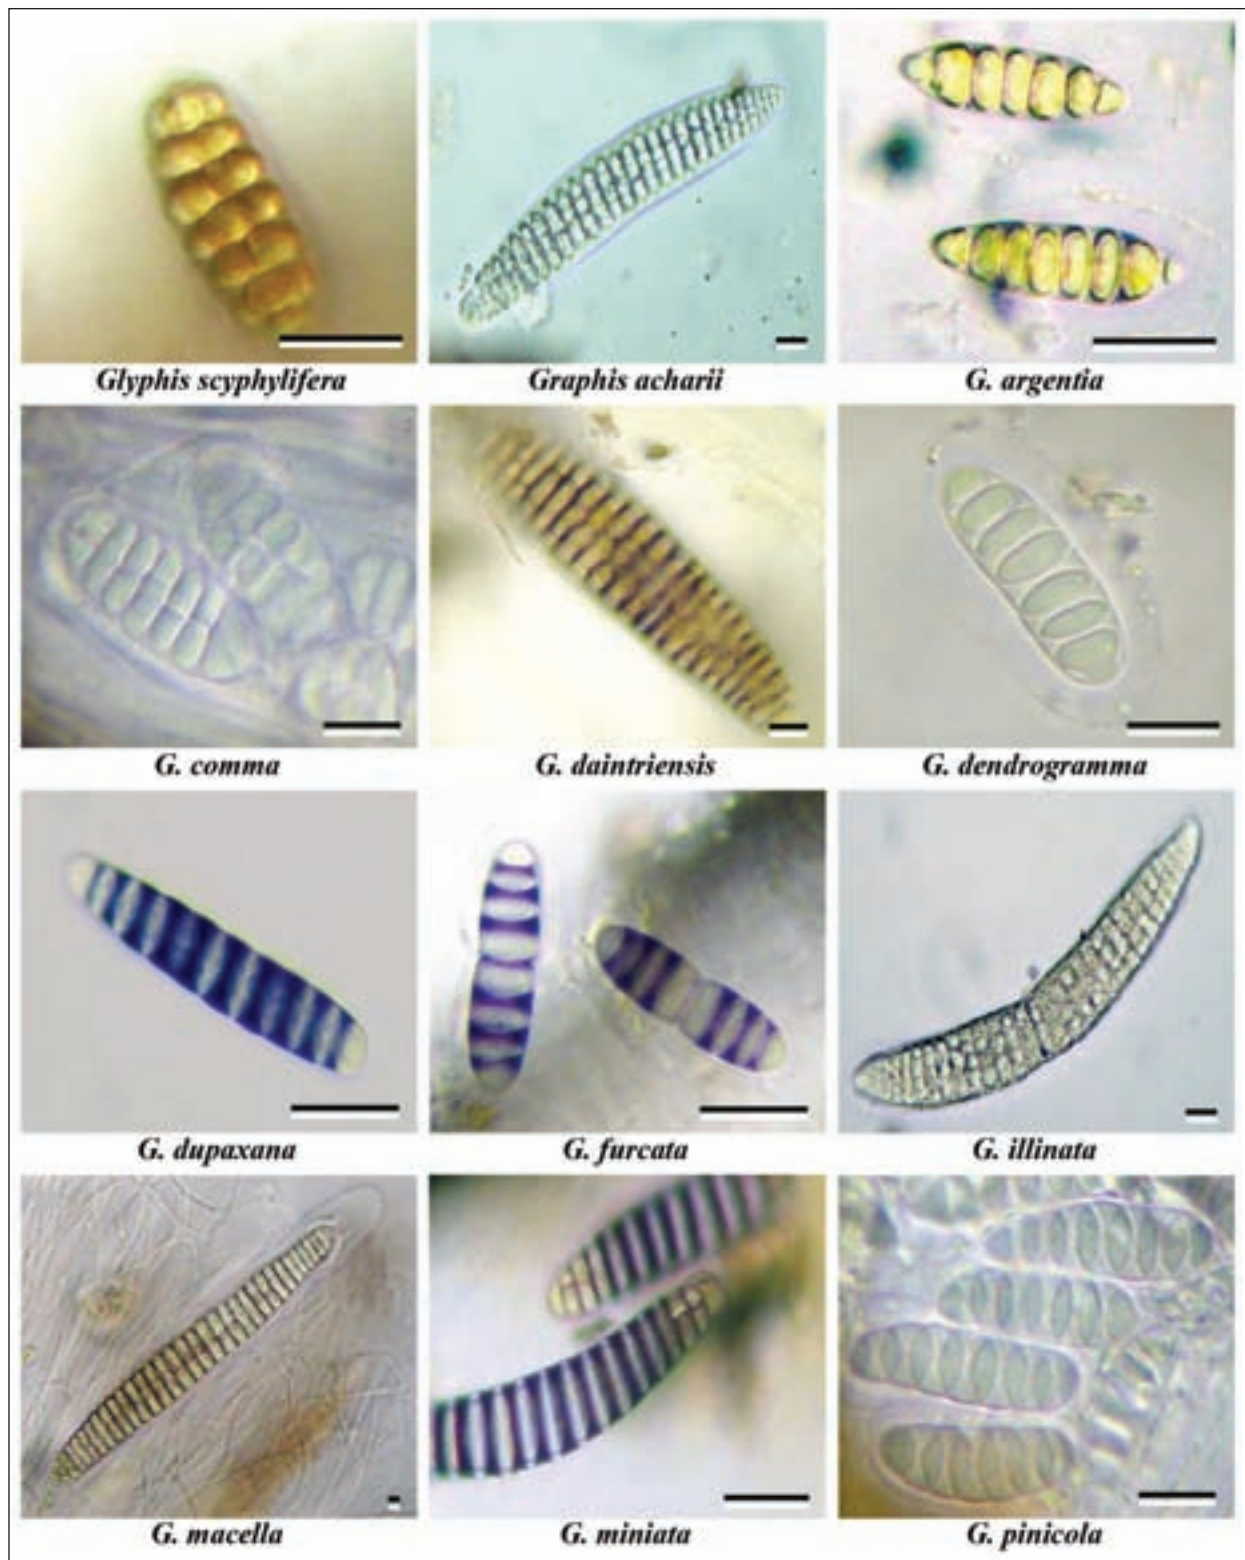 Glyphis scyphylifera
Graphis acharii
G. argentia
G. comma
G. daintriensis
G. dendrogramma
G. dupaxana
G. furcata
G. illinata
G. macella
G. miniata
G. pinicola